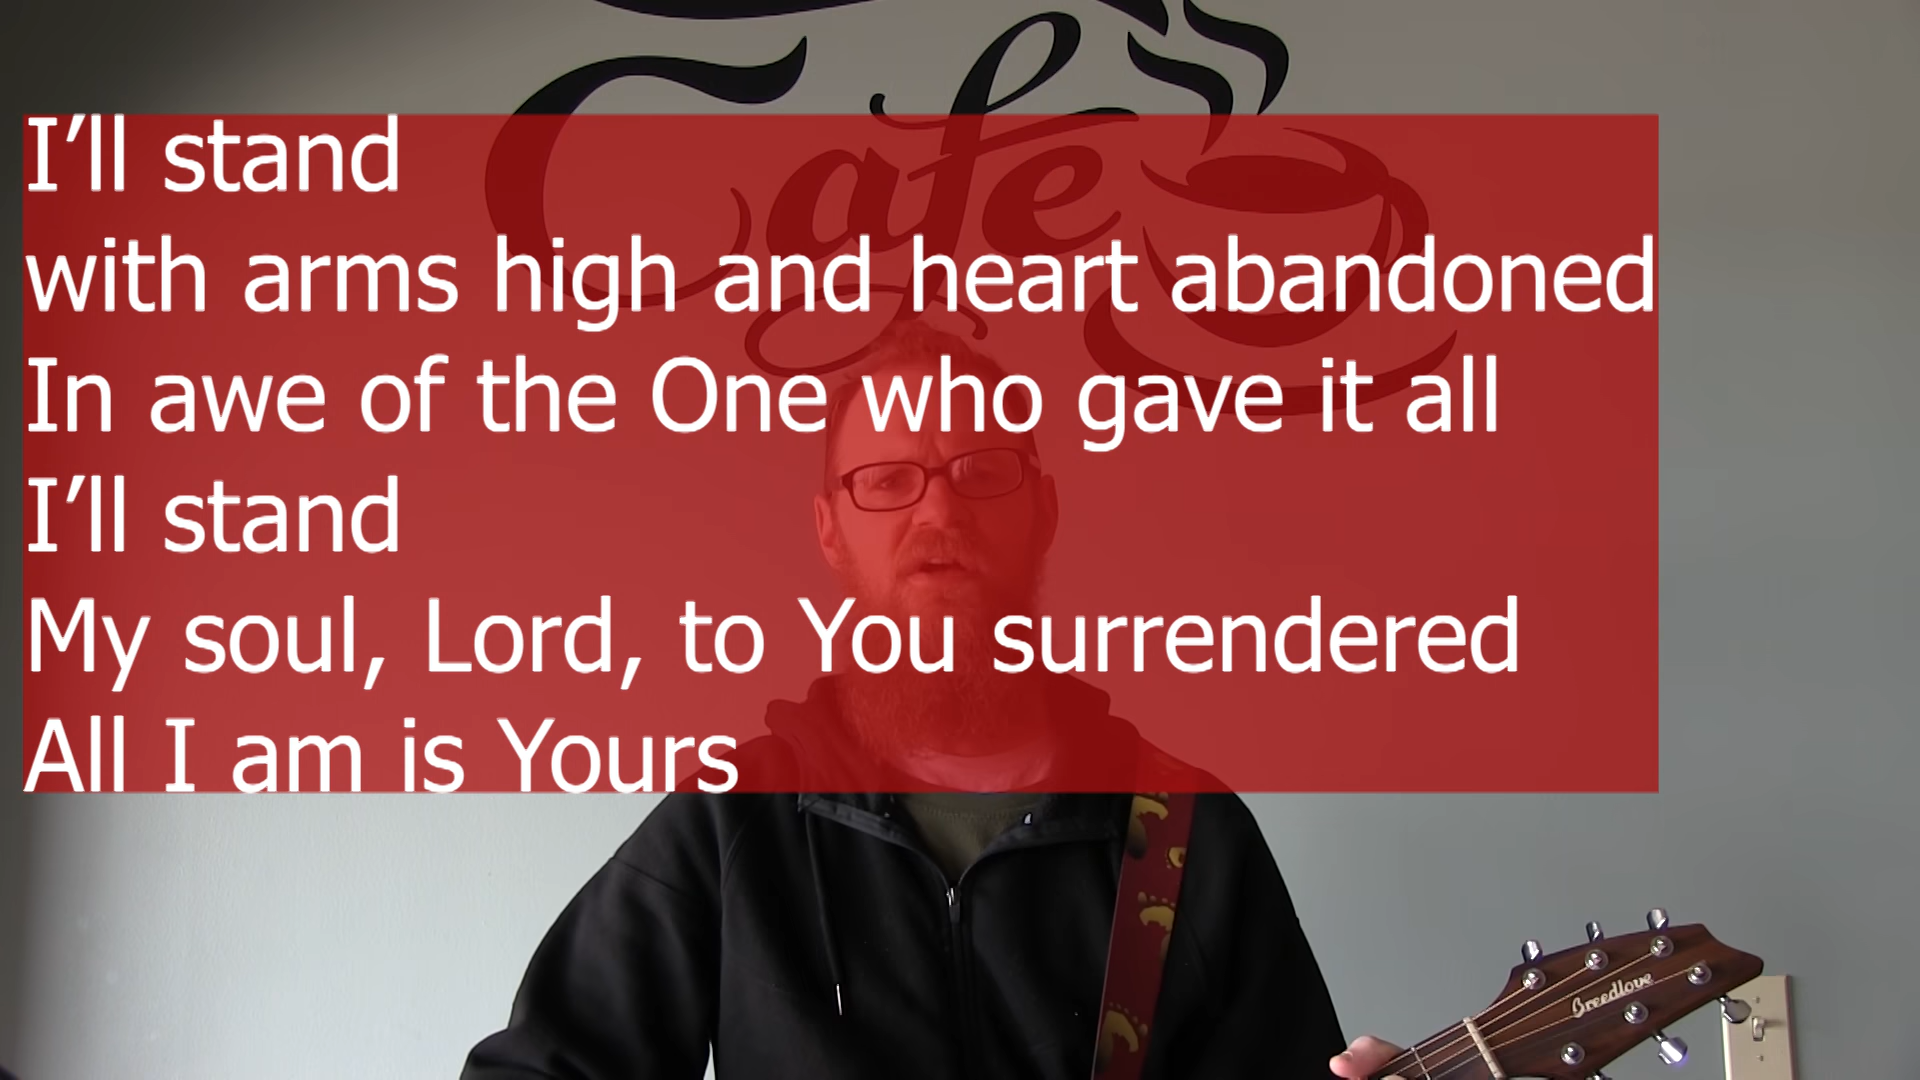 Cafe
I’ll stand
with arms high and heart abandoned
In awe of the One who gave it all
I’ll stand
My soul, Lord, to You surrendered
All I am is Yours
Breedlove